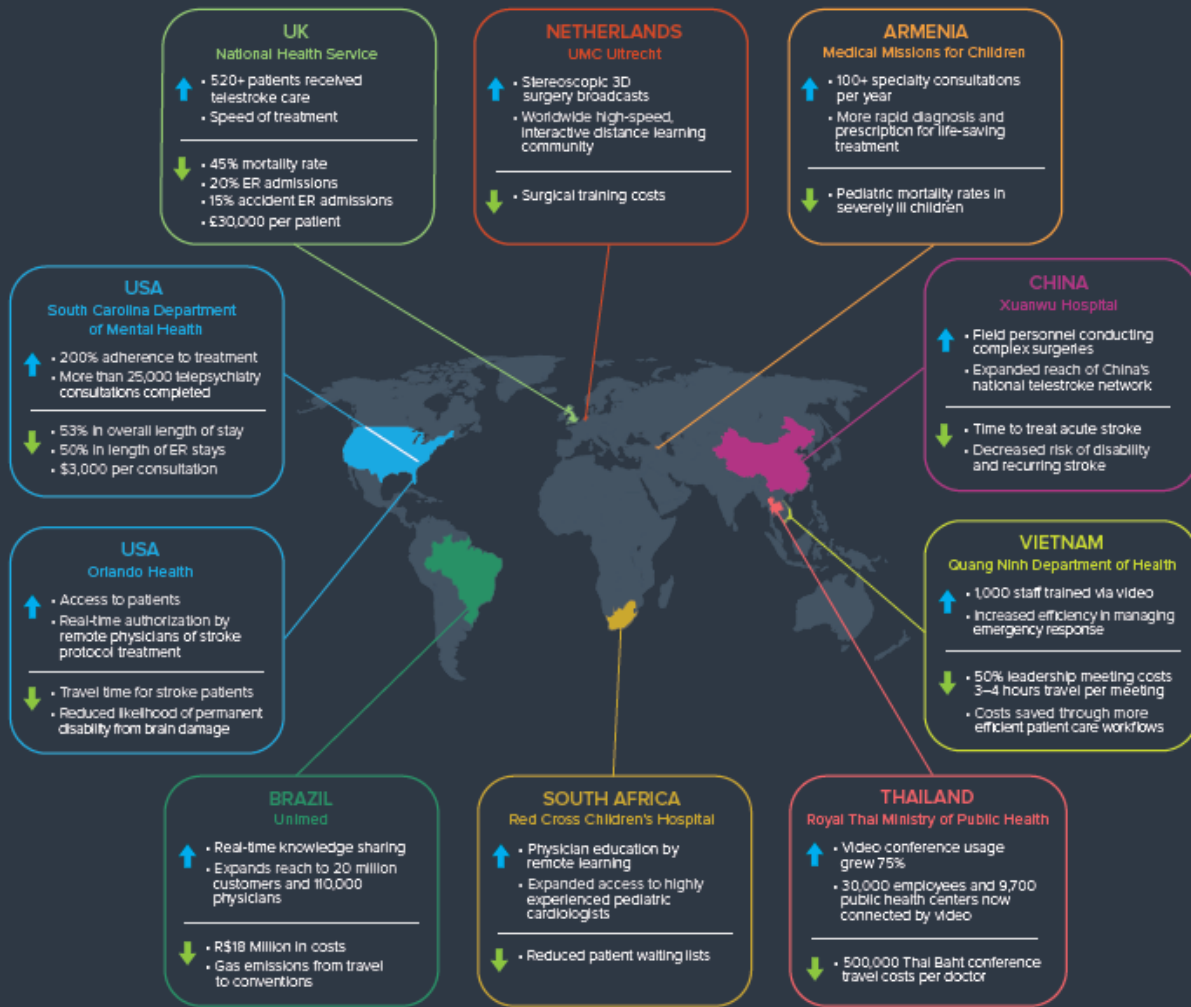 UK
National Health Service
• 520+ patients received
telestroke care
• Speed of treatment
• 45% mortality rate
• 20% ER admissions
• 15% accident ER admissions
• £30,000 per patient
NETHERLANDS
UMC Ultrecht
• Stereoscopic 3D
surgery broadcasts
• Worldwide high-speed,
interactive distance learning
community
• Surgical training costs
ARMENIA
Medical Missions for Children
• 100+ specialty consultations
per year
• More rapid diagnosis and
prescription for life-saving
treatment
• Pediatric mortality rates in
severely ill children
USA
South Carolina Department
of Mental Health
• 200% adherence to treatment
• More than 25,000 telepsychiatry
consultations completed
• 53% in overall length of stay
• 50% in length of ER stays
• $3,000 per consultation
CHINA
Xuanwu Hospital
• Field personnel conducting
complex surgeries
• Expanded reach of China's
national telestroke network
• Time to treat acute stroke
• Decreased risk of disability
and recurring stroke
USA
Orlando Health
• Access to patients
• Real-time authorization by
remote physicians of stroke
protocol treatment
• Travel time for stroke patients
• Reduced likelihood of permanent
disability from brain damage
VIETNAM
Quang Ninh Department of Health
• 1,000 staff trained via video
• Increased efficiency in managing
emergency response
• 50% leadership meeting costs
3–4 hours travel per meeting
• Costs saved through more
efficient patient care workflows
BRAZIL
Unimed
• Real-time knowledge sharing
• Expands reach to 20 million
customers and 110,000
physicians
• R$18 Million in costs
• Gas emissions from travel
to conventions
SOUTH AFRICA
Red Cross Children's Hospital
• Physician education by
remote learning
• Expanded access to highly
experienced pediatric
cardiologists
• Reduced patient waiting lists
THAILAND
Royal Thai Ministry of Public Health
• Video conference usage
grew 75%
• 30,000 employees and 9,700
public health centers now
connected by video
• 500,000 Thai Baht conference
travel costs per doctor